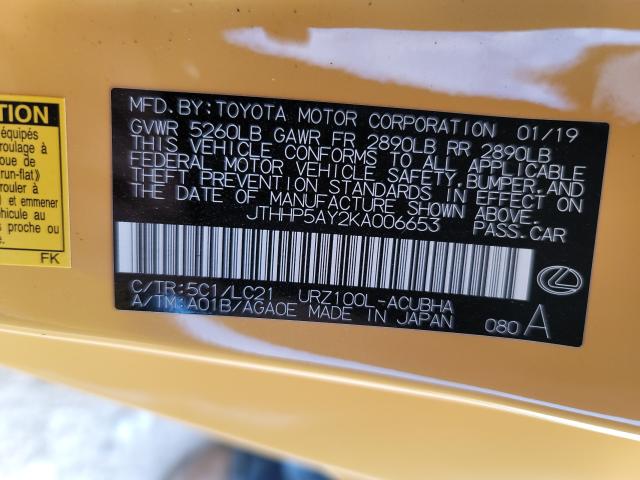 TION
équipés
roulage à
oue de
run-flat»
rouler à
d et emmener
éhicule au
s proche ou
FK
MFD. BY: TOYOTA MOTOR CORPORATION 01/19
GVWR 5260LB GAWR FR 2890LB RR 2890LB
THIS VEHICLE CONFORMS TO ALL APPLICABLE
FEDERAL MOTOR VEHICLE SAFETY, BUMPER, AND
THEFT PREVENTION STANDARDS IN EFFECT ON
THE DATE OF MANUFACTURE SHOWN ABOVE.
JTHHP5AY2KA006653 PASS.CAR
C/TR:5C1/LC21 URZ100L-ACUBHA
A/TM:A01B/AGA0E MADE IN JAPAN 080 A